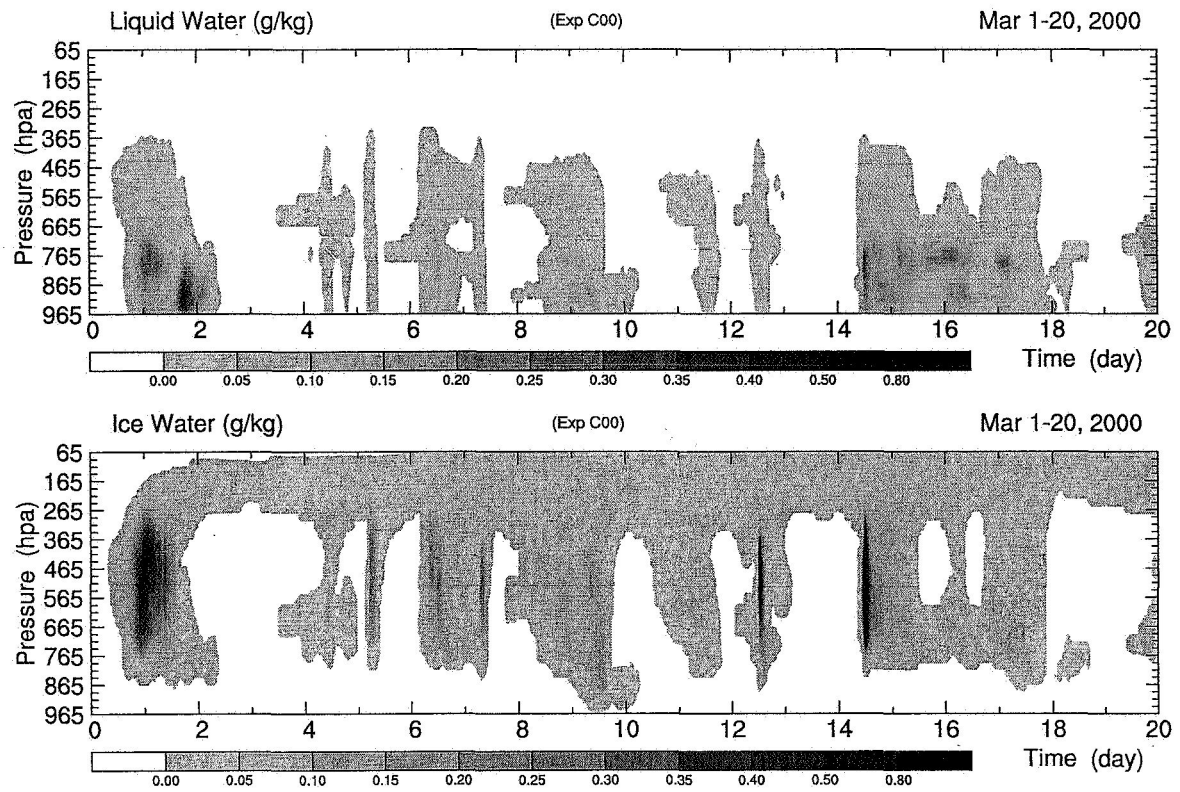 Liquid Water (g/kg) (Exp C00) Mar 1-20, 2000
Pressure (hpa)
65
165
265
365
465
565
665
765
865
965
0 2 4 6 8 10 12 14 16 18 20
Time (day)
0.00 0.05 0.10 0.15 0.20 0.25 0.30 0.35 0.40 0.50 0.80
Ice Water (g/kg) (Exp C00) Mar 1-20, 2000
Pressure (hpa)
65
165
265
365
465
565
665
765
865
965
0 2 4 6 8 10 12 14 16 18 20
Time (day)
0.00 0.05 0.10 0.15 0.20 0.25 0.30 0.35 0.40 0.50 0.80